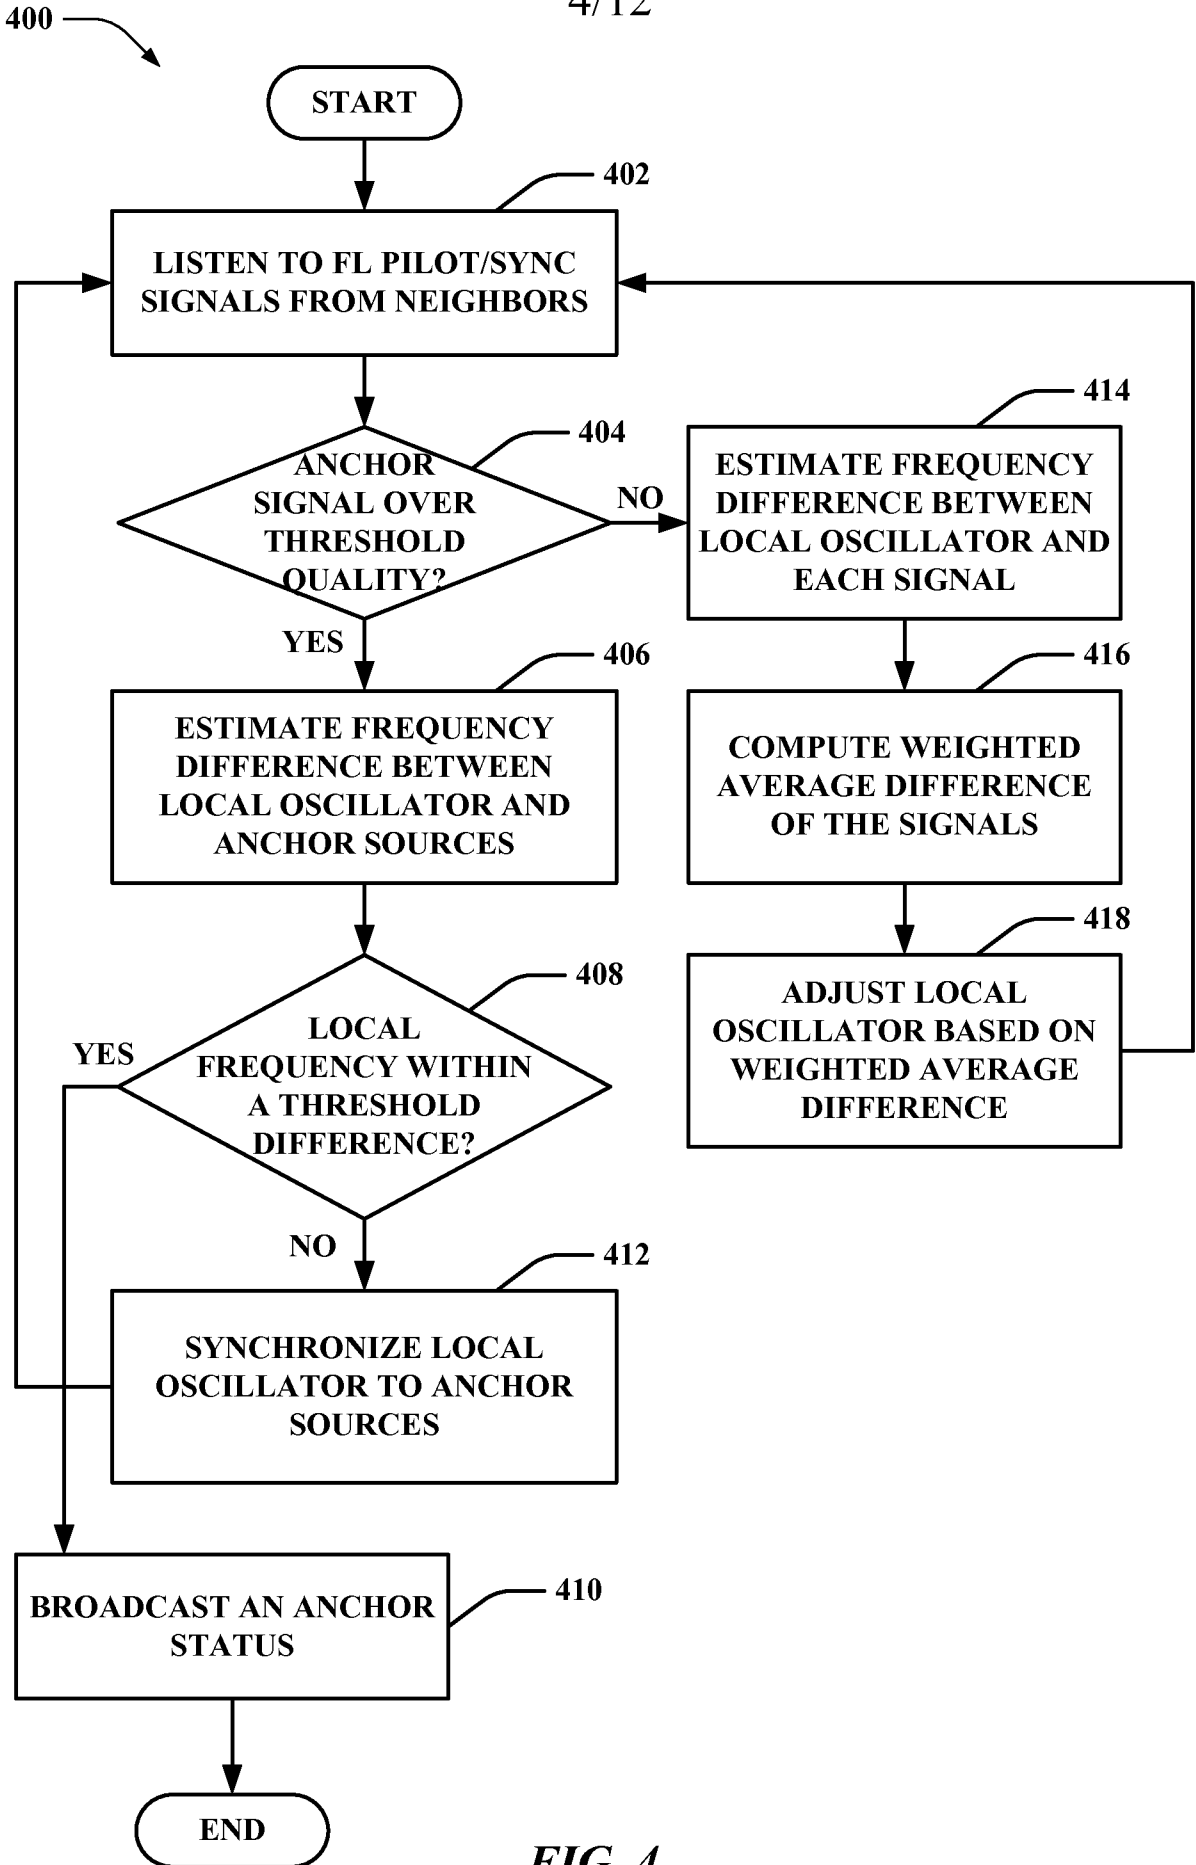 4/12
400
START
402
LISTEN TO FL PILOT/SYNC
SIGNALS FROM NEIGHBORS
404
ANCHOR
SIGNAL OVER
THRESHOLD
QUALITY?
NO
YES
414
ESTIMATE FREQUENCY
DIFFERENCE BETWEEN
LOCAL OSCILLATOR AND
EACH SIGNAL
406
ESTIMATE FREQUENCY
DIFFERENCE BETWEEN
LOCAL OSCILLATOR AND
ANCHOR SOURCES
416
COMPUTE WEIGHTED
AVERAGE DIFFERENCE
OF THE SIGNALS
408
LOCAL
FREQUENCY WITHIN
A THRESHOLD
DIFFERENCE?
YES
NO
418
ADJUST LOCAL
OSCILLATOR BASED ON
WEIGHTED AVERAGE
DIFFERENCE
412
SYNCHRONIZE LOCAL
OSCILLATOR TO ANCHOR
SOURCES
410
BROADCAST AN ANCHOR
STATUS
END
FIG. 4